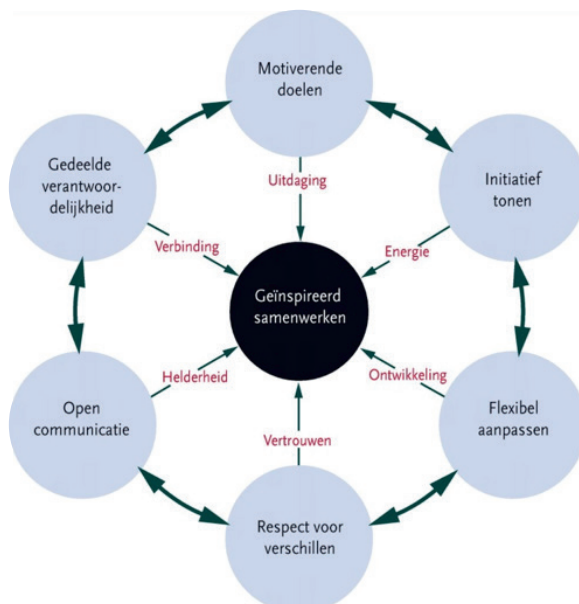 Motiverende
doelen
Gedeelde
verantwoor-
delijkheid
Initiatief
tonen
Uitdaging
Verbinding
Energie
Geïnspireerd
samenwerken
Helderheid
Ontwikkeling
Open
communicatie
Flexibel
aanpassen
Vertrouwen
Respect voor
verschillen